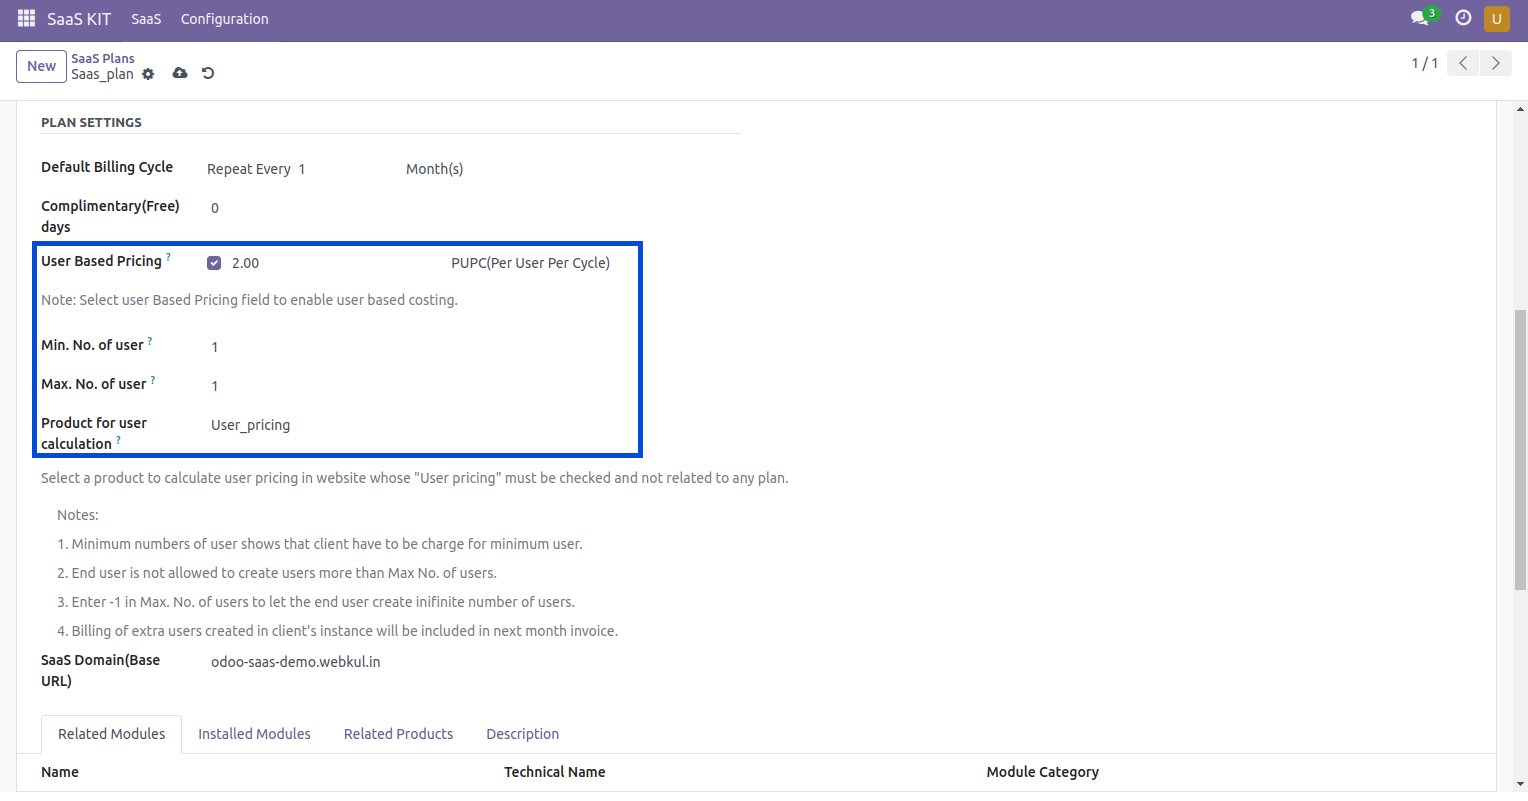 SaaS KIT SaaS Configuration 3 U
New SaaS Plans
Saas_plan 1 / 1
PLAN SETTINGS
Default Billing Cycle Repeat Every 1 Month(s)
Complimentary(Free) 0
days
User Based Pricing ? 2.00 PUPC(Per User Per Cycle)
Note: Select user Based Pricing field to enable user based costing.
Min. No. of user ? 1
Max. No. of user ? 1
Product for user User_pricing
calculation ?
Select a product to calculate user pricing in website whose "User pricing" must be checked and not related to any plan.
Notes:
1. Minimum numbers of user shows that client have to be charge for minimum user.
2. End user is not allowed to create users more than Max No. of users.
3. Enter -1 in Max. No. of users to let the end user create inifinite number of users.
4. Billing of extra users created in client's instance will be included in next month invoice.
SaaS Domain(Base odoo-saas-demo.webkul.in
URL)
Related Modules Installed Modules Related Products Description
Name Technical Name Module Category